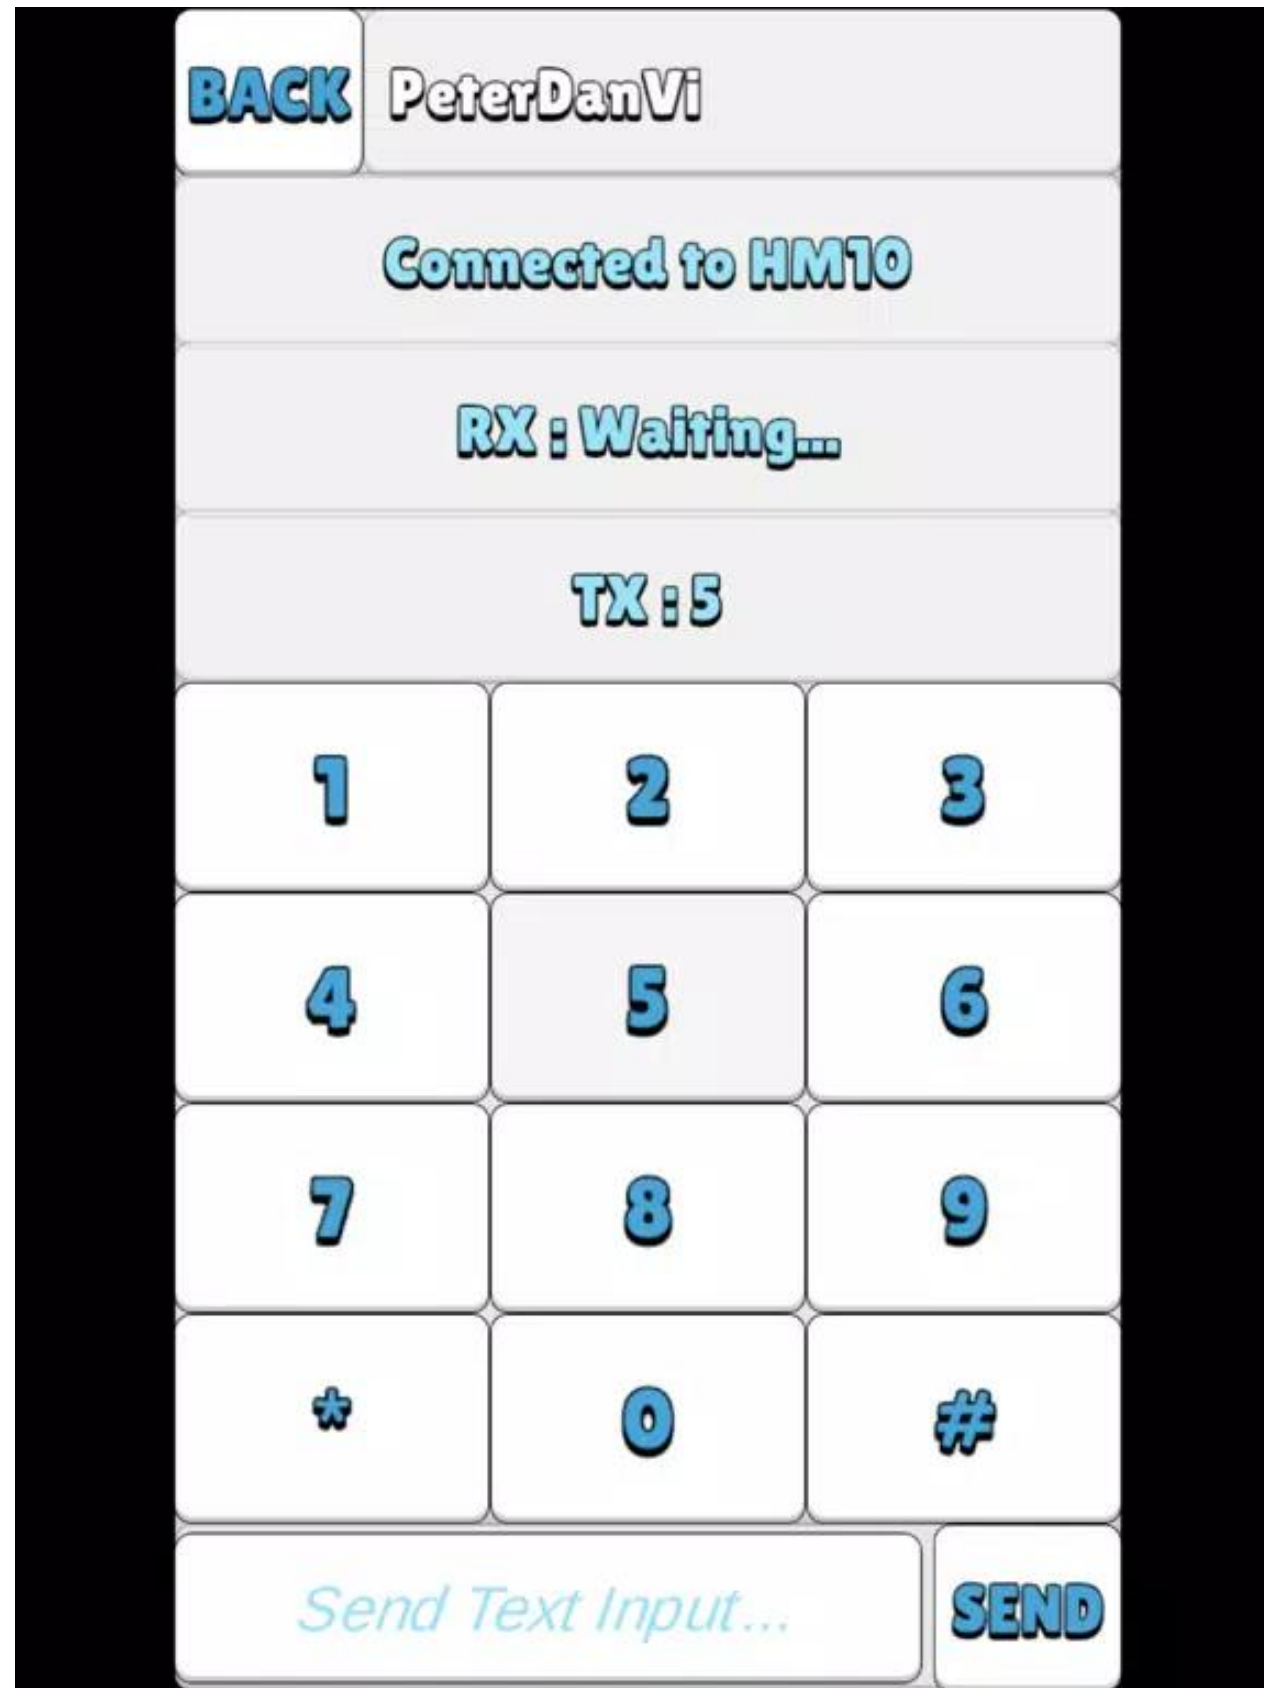 BACK PeterDanVi
Connected to HM10
RX : Waiting...
TX : 5
1 2 3
4 5 6
7 8 9
* 0 #
Send Text Input... SEND